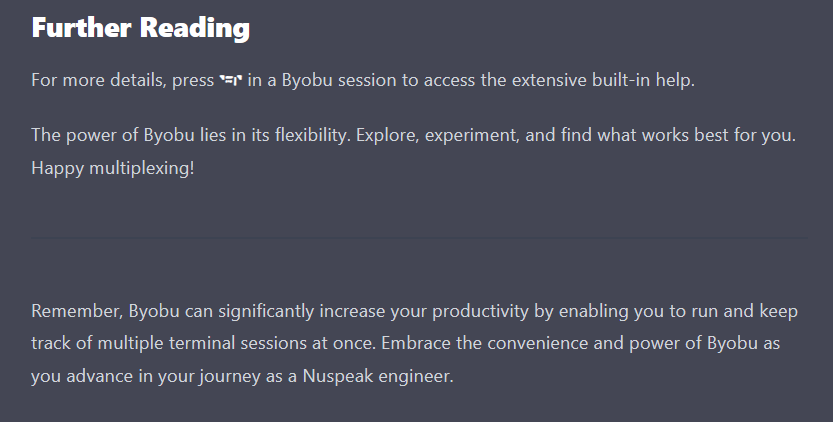 Further Reading
For more details, press in a Byobu session to access the extensive built-in help.
The power of Byobu lies in its flexibility. Explore, experiment, and find what works best for you.
Happy multiplexing!
Remember, Byobu can significantly increase your productivity by enabling you to run and keep
track of multiple terminal sessions at once. Embrace the convenience and power of Byobu as
you advance in your journey as a Nuspeak engineer.